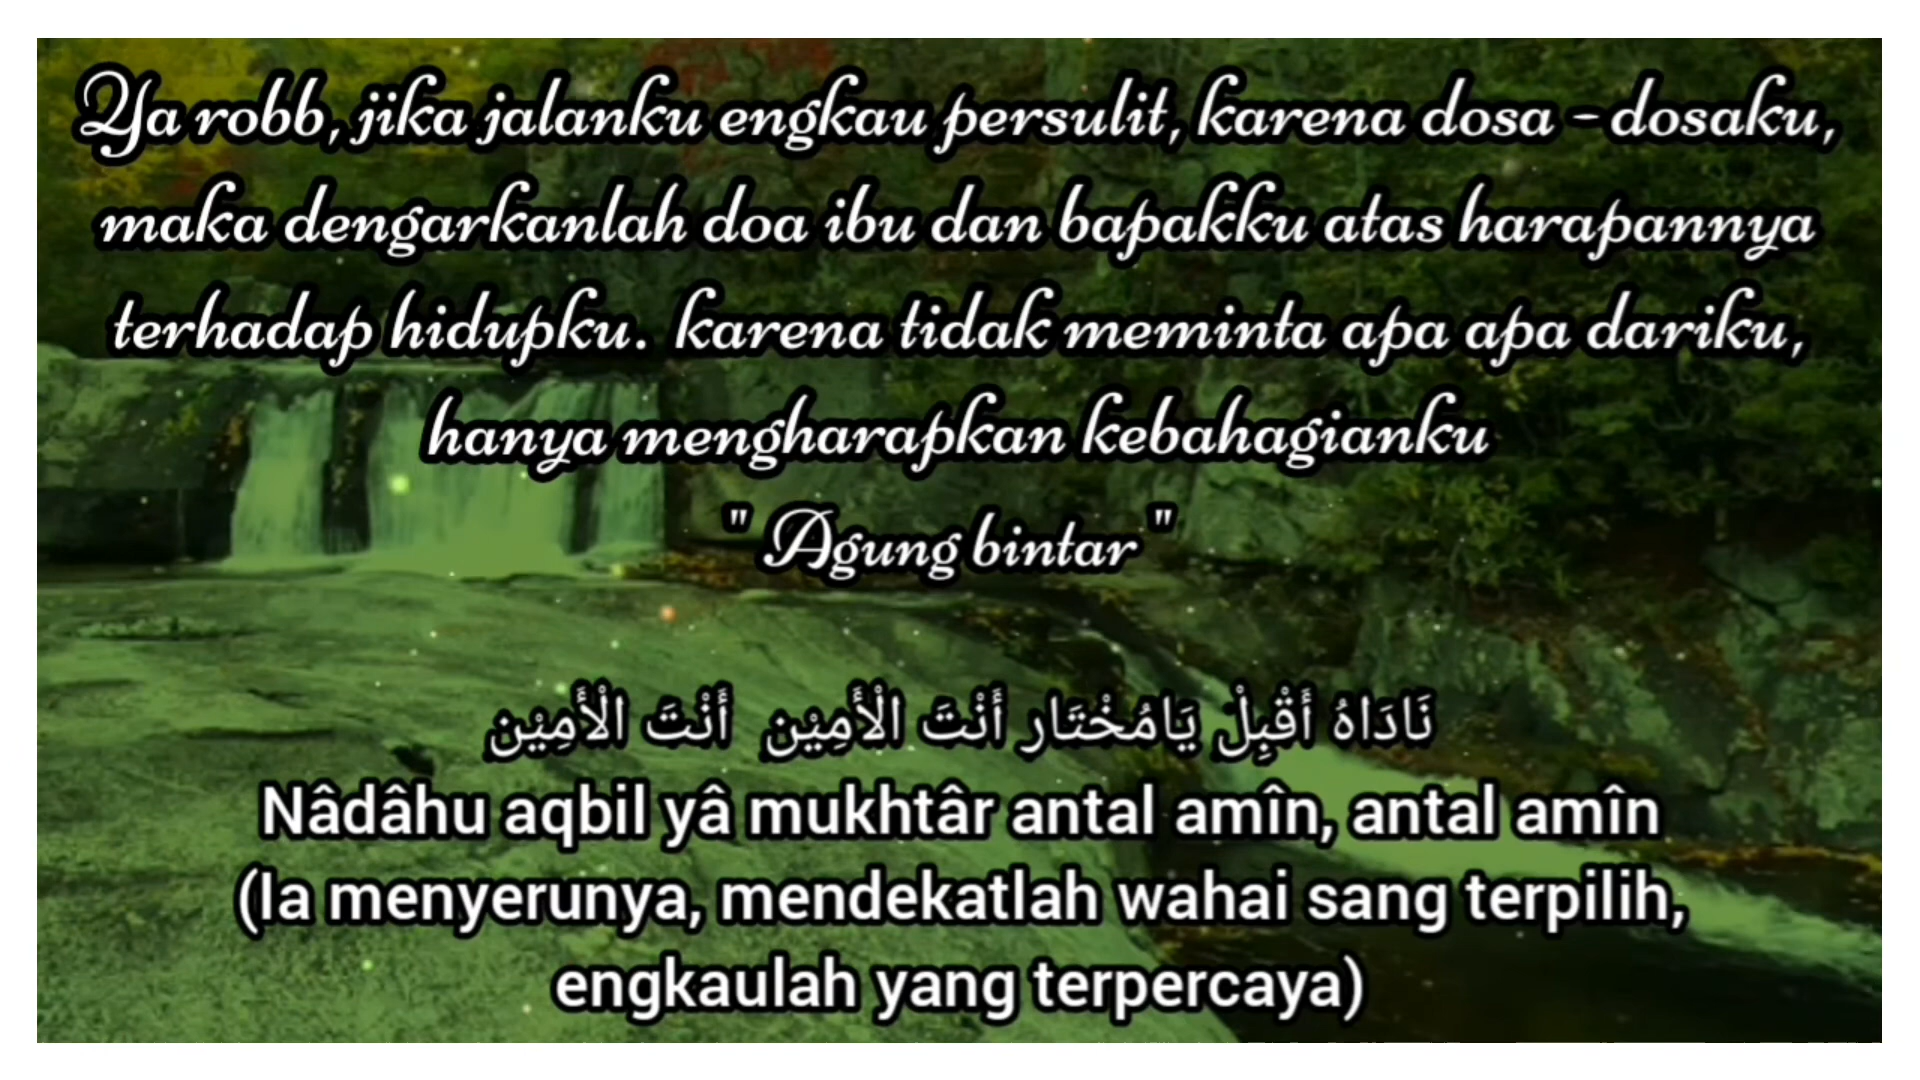 Ya robb, jika jalanku engkau persulit, karena dosa - dosaku,
maka dengarkanlah doa ibu dan bapakku atas harapannya
terhadap hidupku. karena tidak meminta apa apa dariku,
hanya mengharapkan kebahagianku
" Agung bintar "
نَادَاهُ أَقْبِلْ يَامُخْتَار أَنْتَ الْأَمِيْن أَنْتَ الْأَمِيْن
Nâdâhu aqbil yâ mukhtâr antal amîn, antal amîn
(Ia menyerunya, mendekatlah wahai sang terpilih,
engkaulah yang terpercaya)